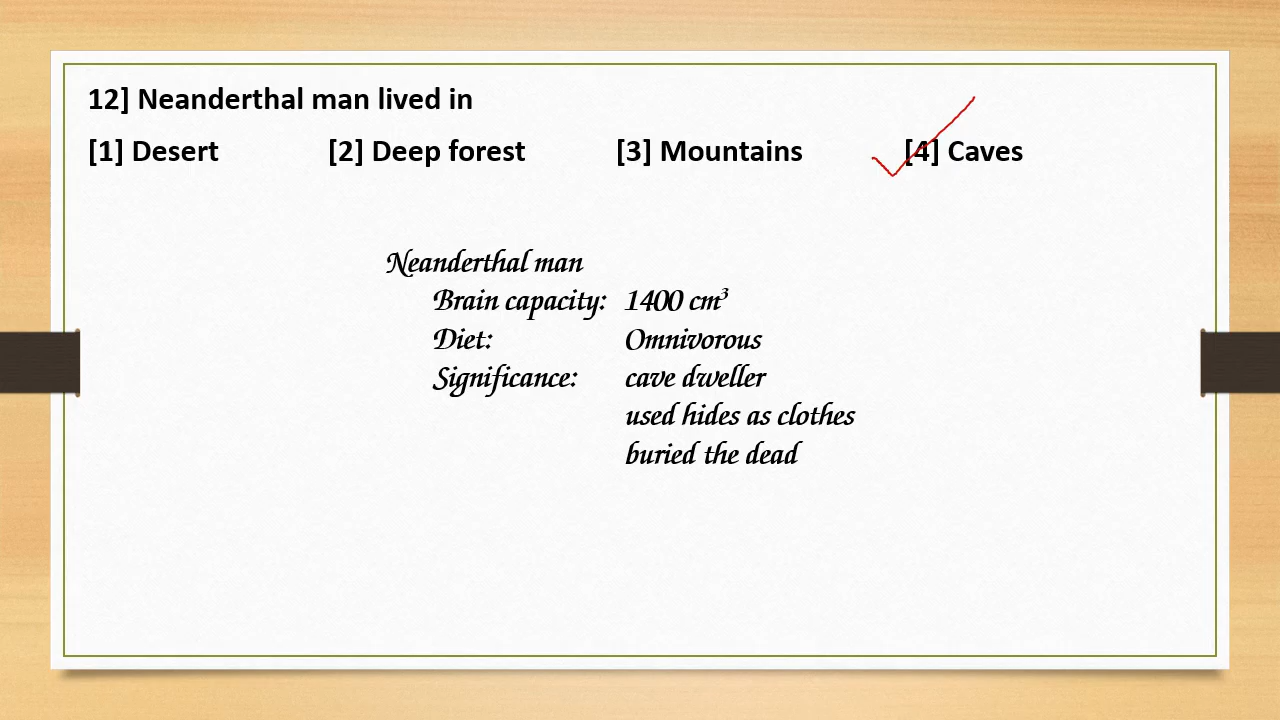 12] Neanderthal man lived in
[1] Desert [2] Deep forest [3] Mountains [4] Caves
Neanderthal man
Brain capacity: 1400 cm³
Diet: Omnivorous
Significance: cave dweller
used hides as clothes
buried the dead